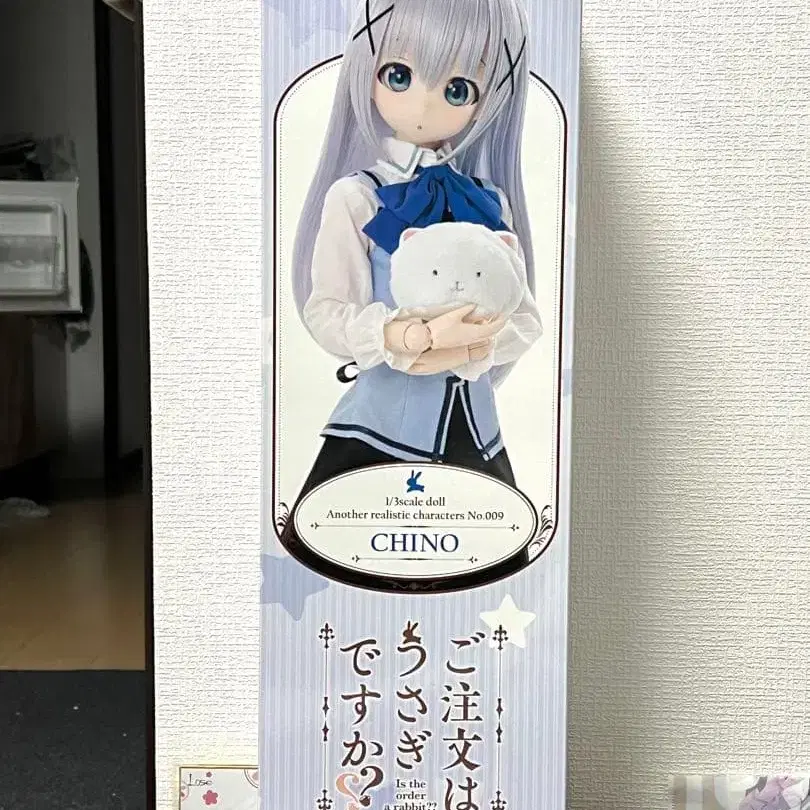 1/3scale doll
Another realistic characters No.009
CHINO
ご注文は
うさぎ
ですか?
Is the
order
a rabbit??
Lose